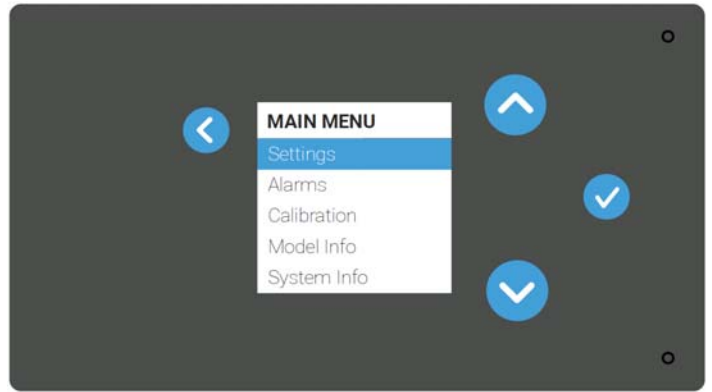 MAIN MENU
Settings
Alarms
Calibration
Model Info
System Info